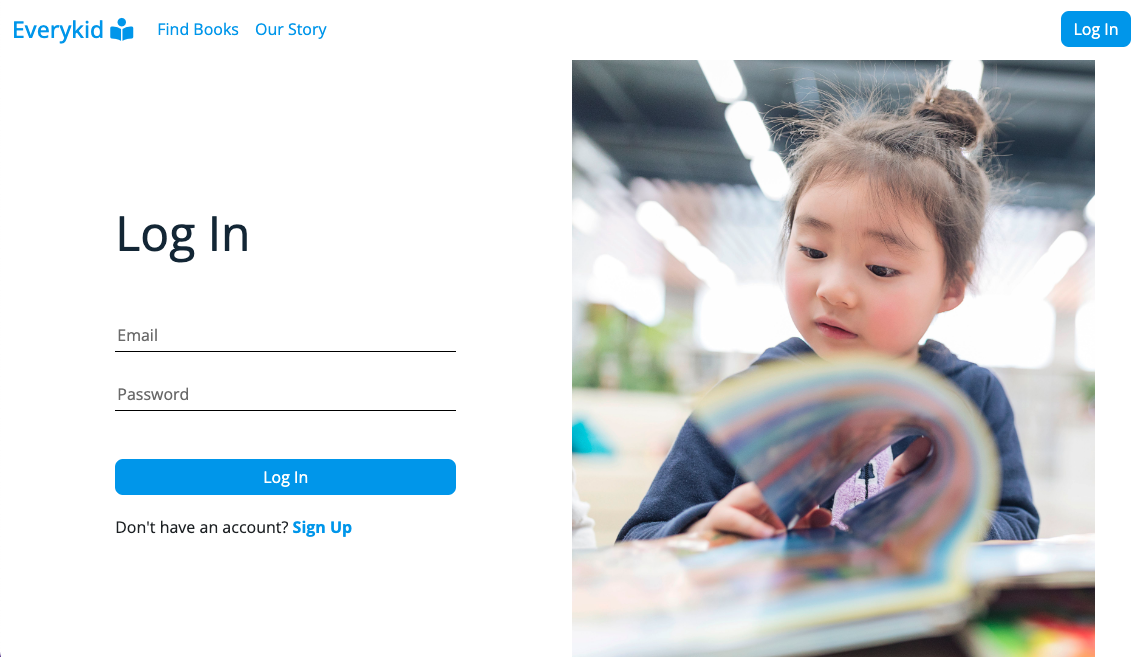 Everykid Find Books Our Story Log In
Log In
Email
Password
Log In
Don't have an account? Sign Up